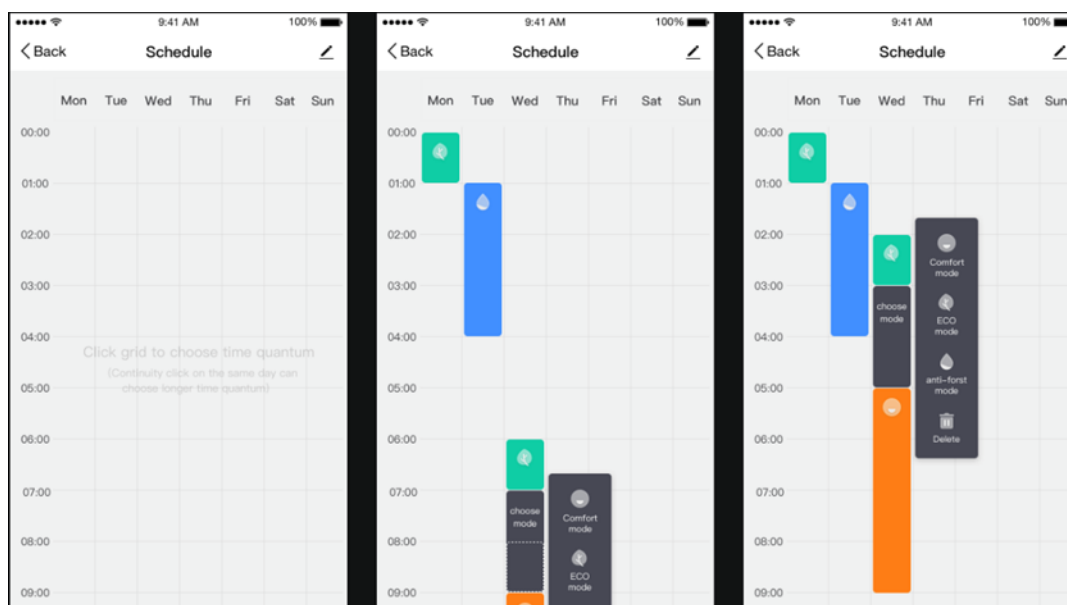 9:41 AM 100%
Back Schedule
Mon Tue Wed Thu Fri Sat Sun
00:00
01:00
02:00
03:00
04:00
Click grid to choose time quantum
(Continuity click on the same day can
choose longer time quantum)
05:00
06:00
07:00
08:00
09:00
9:41 AM 100%
Back Schedule
Mon Tue Wed Thu Fri Sat Sun
00:00
01:00
02:00
03:00
04:00
05:00
06:00
07:00
choose
mode
Comfort
mode
08:00
ECO
mode
09:00
9:41 AM 100%
Back Schedule
Mon Tue Wed Thu Fri Sat Sun
00:00
01:00
02:00
Comfort
mode
03:00
choose
mode
ECO
mode
04:00
anti-forst
mode
05:00
Delete
06:00
07:00
08:00
09:00